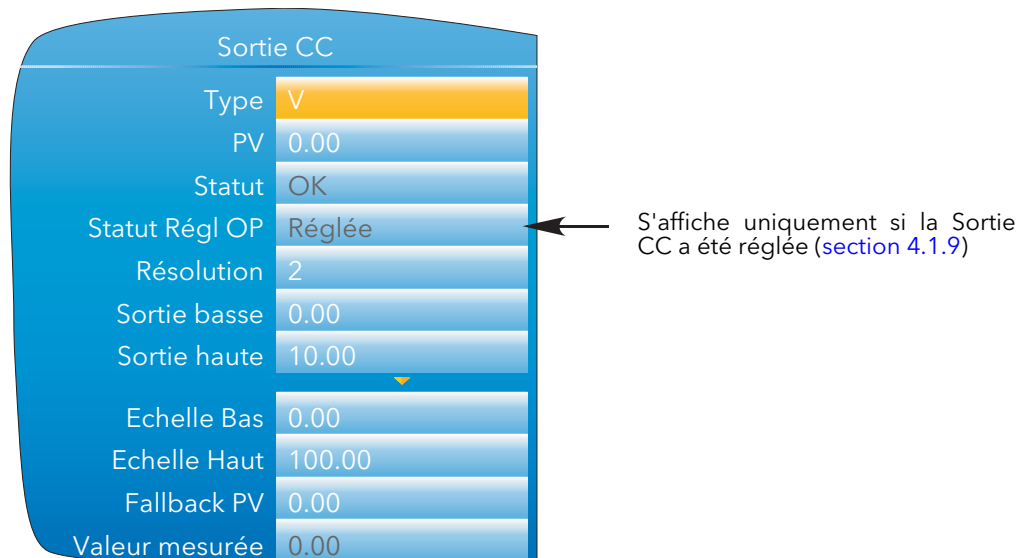 Sortie CC
Type V
PV 0.00
Statut OK
Statut Régl OP Réglée
Résolution 2
Sortie basse 0.00
Sortie haute 10.00
Echelle Bas 0.00
Echelle Haut 100.00
Fallback PV 0.00
Valeur mesurée 0.00
S'affiche uniquement si la Sortie
CC a été réglée (section 4.1.9)